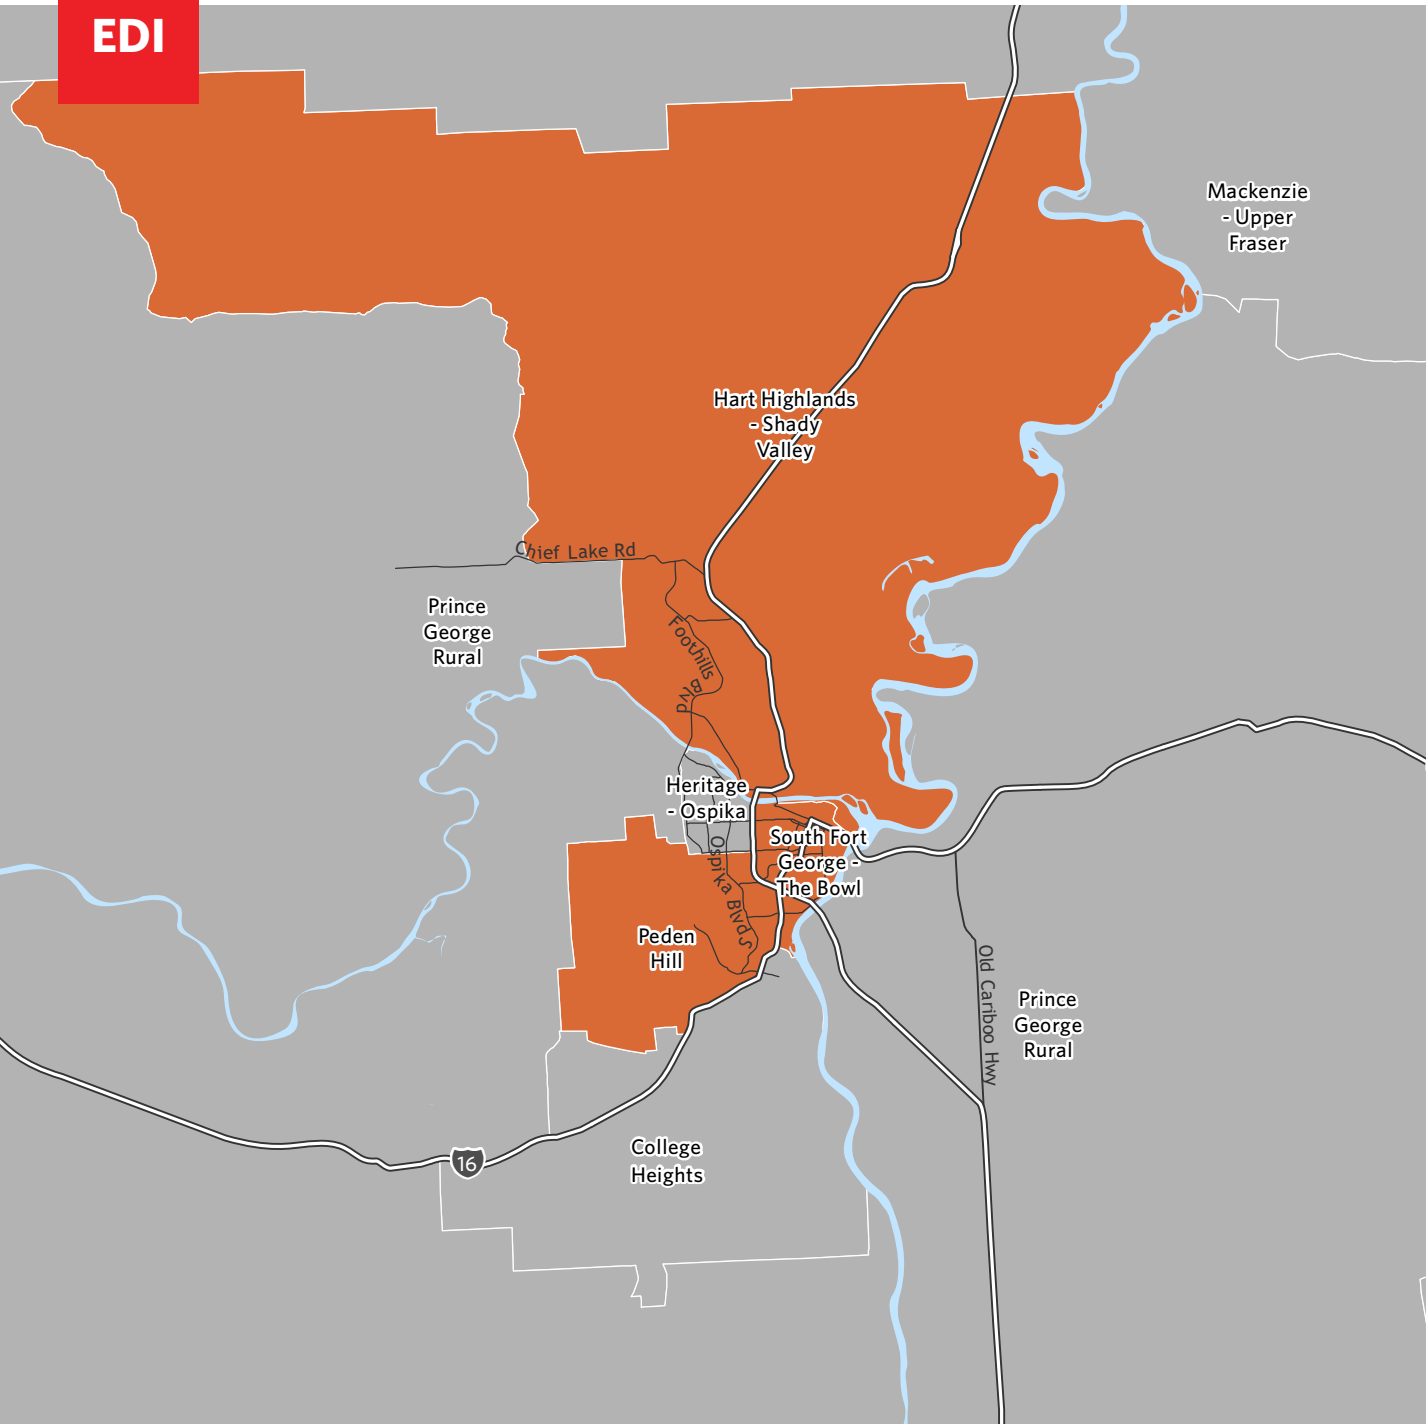 EDI
Mackenzie
- Upper
Fraser
Hart Highlands
- Shady
Valley
Chief Lake Rd
Prince
George
Rural
Foothills
Blvd
Heritage
- Ospika
South Fort
George -
The Bowl
Ospika Blvd S
Peden
Hill
Old Cariboo Hwy
Prince
George
Rural
College
Heights
16